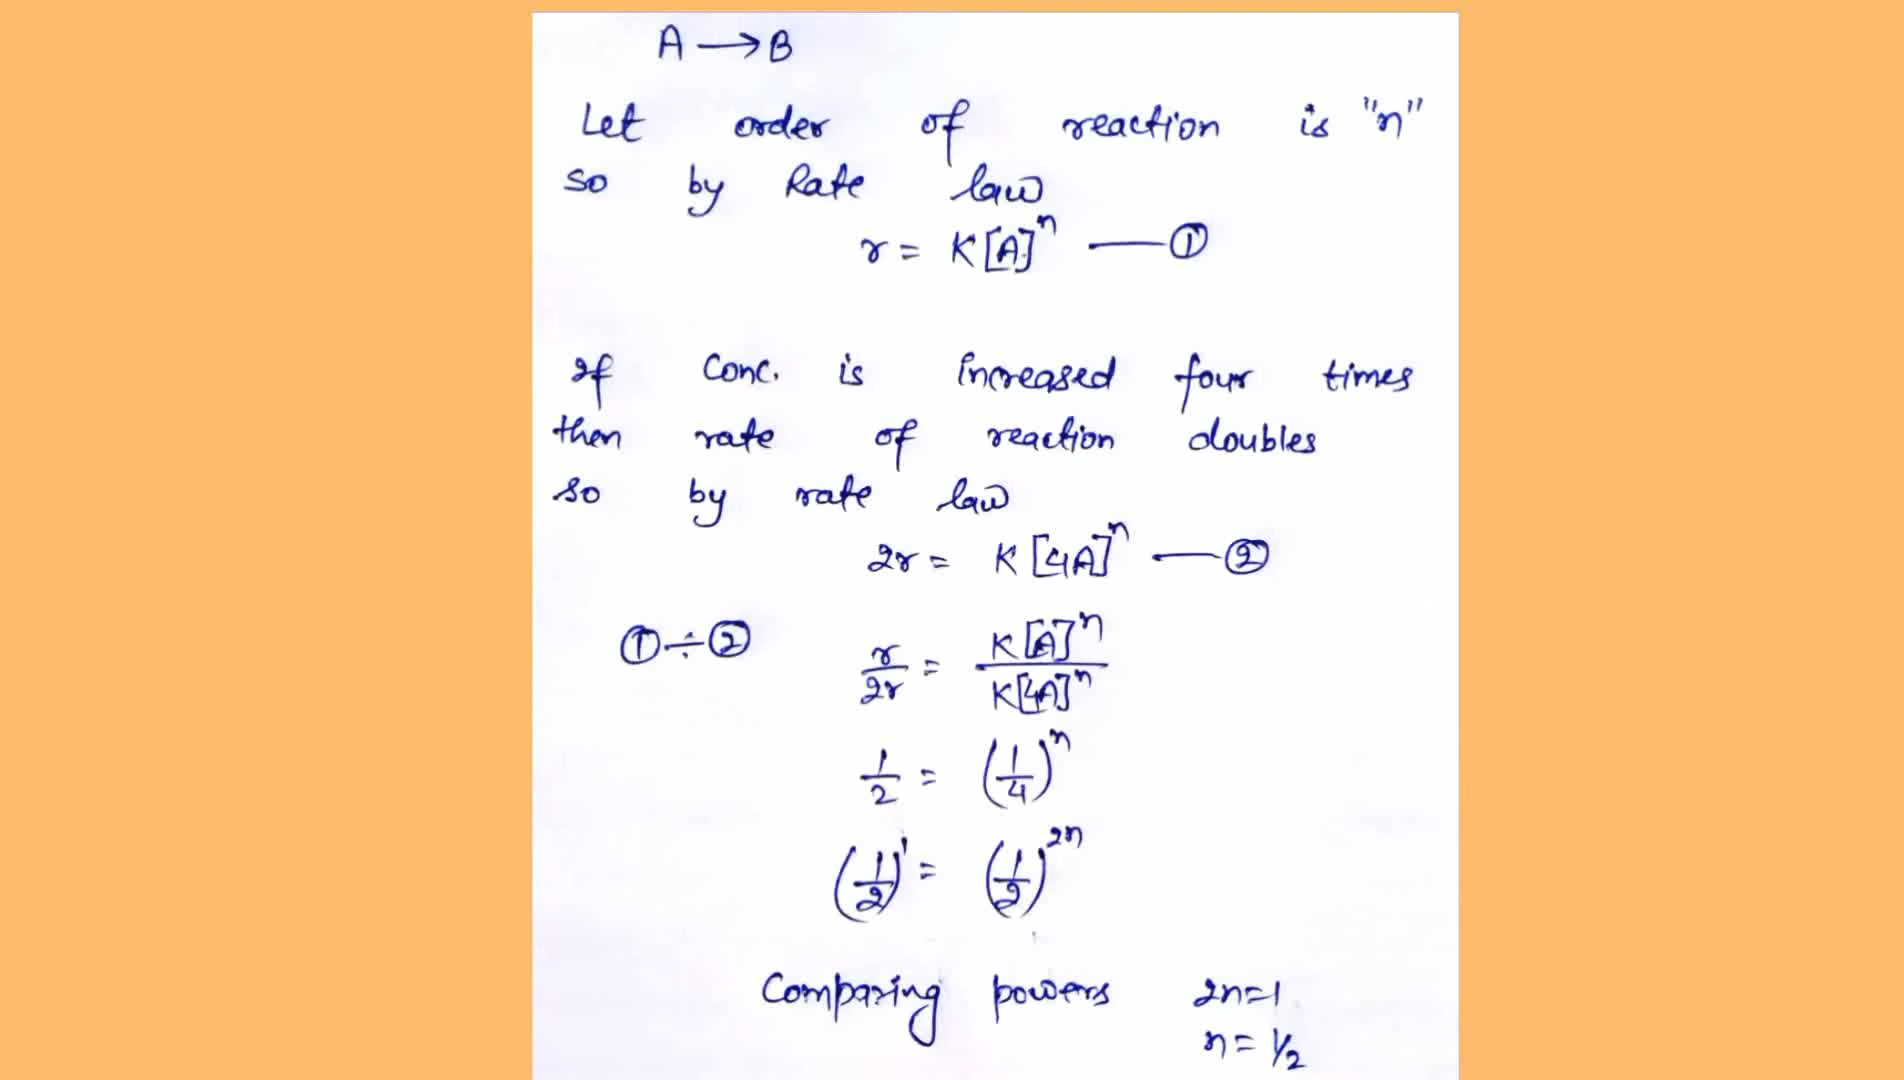 A → B
Let order of reaction is "n"
so by Rate law
r = K[A]ⁿ —— ①
If Conc. is increased four times
then rate of reaction doubles
so by rate law
2r = K[4A]ⁿ —— ②
①÷② r/2r = K[A]ⁿ/K[4A]ⁿ
1/2 = (1/4)ⁿ
(1/2)¹ = (1/2)²ⁿ
Comparing powers 2n=1
n = 1/2